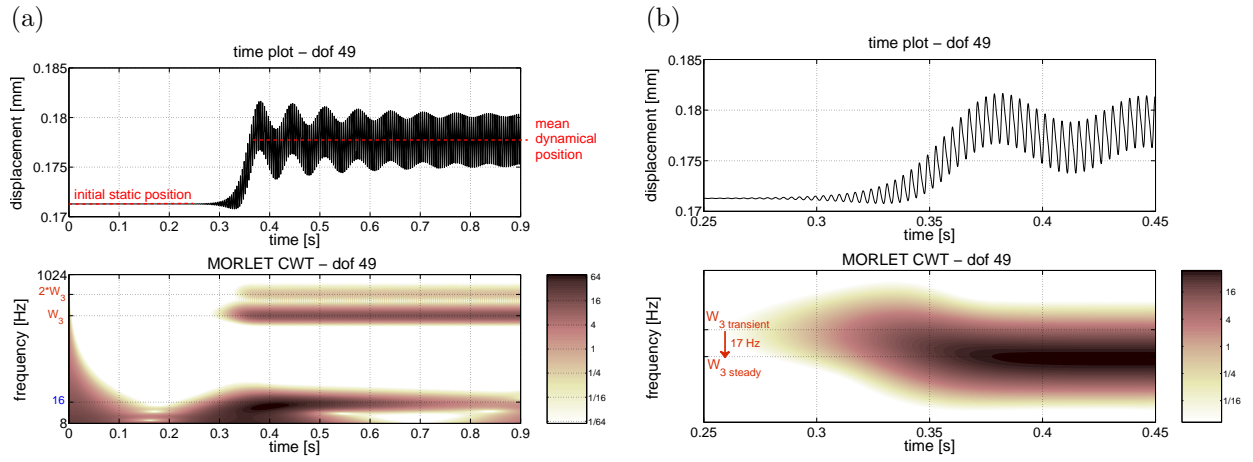 (a)
time plot – dof 49
displacement [mm]
0.185
0.18
0.175
0.17
initial static position
mean
dynamical
position
0 0.1 0.2 0.3 0.4 0.5 0.6 0.7 0.8 0.9
time [s]
MORLET CWT – dof 49
frequency [Hz]
1024
2*W3
W3
16
8
0 0.1 0.2 0.3 0.4 0.5 0.6 0.7 0.8 0.9
time [s]
64
16
4
1
1/4
1/16
1/64
(b)
time plot – dof 49
displacement [mm]
0.185
0.18
0.175
0.17
0.25 0.3 0.35 0.4 0.45
time [s]
MORLET CWT – dof 49
frequency [Hz]
W3 transient
17 Hz
W3 steady
0.25 0.3 0.35 0.4 0.45
time [s]
16
4
1
1/4
1/16